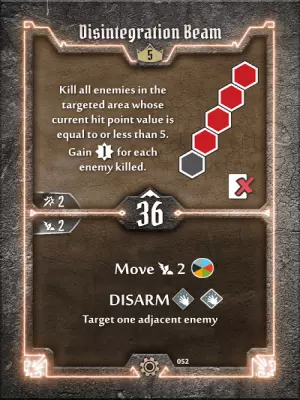 Disintegration Beam
5
Kill all enemies in the
targeted area whose
current hit point value is
equal to or less than 5.
Gain 1 for each
enemy killed.
2
36
2
Move 2
DISARM
Target one adjacent enemy
052